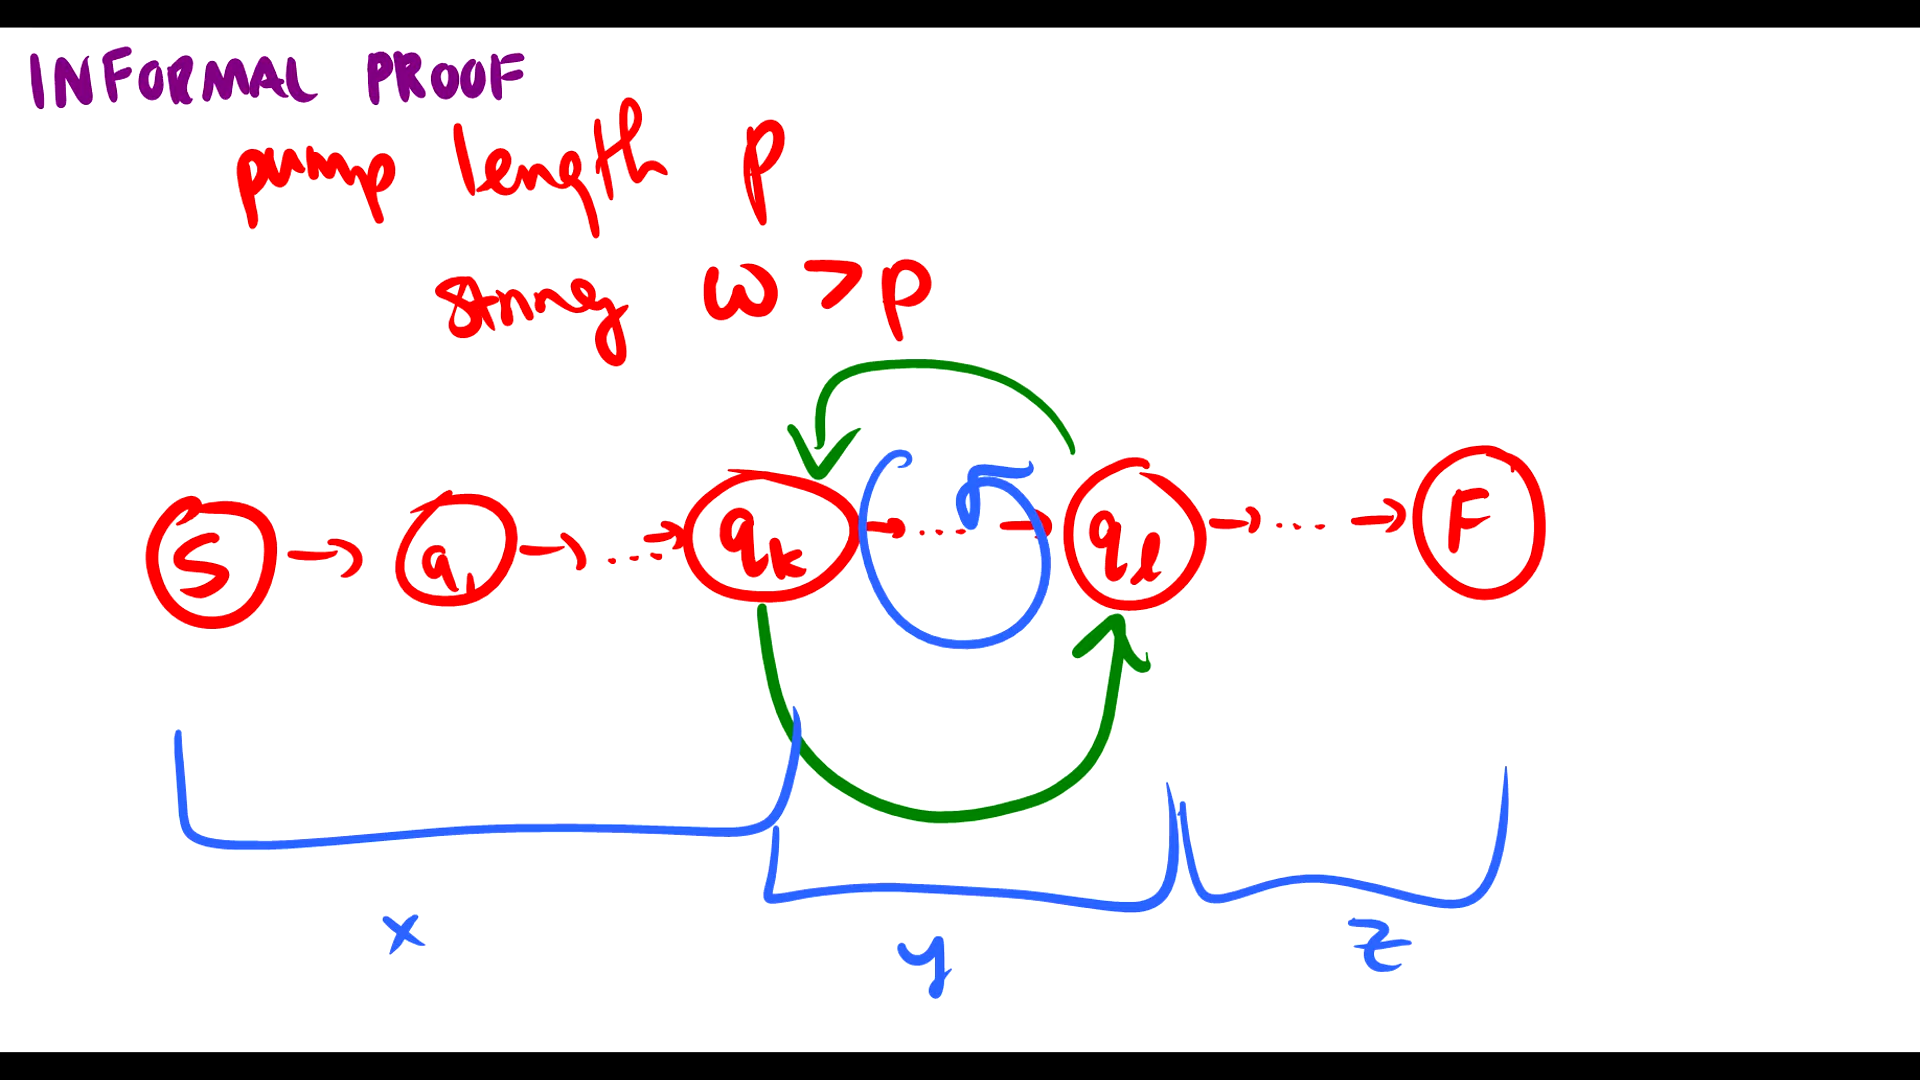 INFORMAL PROOF
pump length p
string w > p
S → q₁ → ....→ qₖ → .... → qₗ → .... → F
x y z